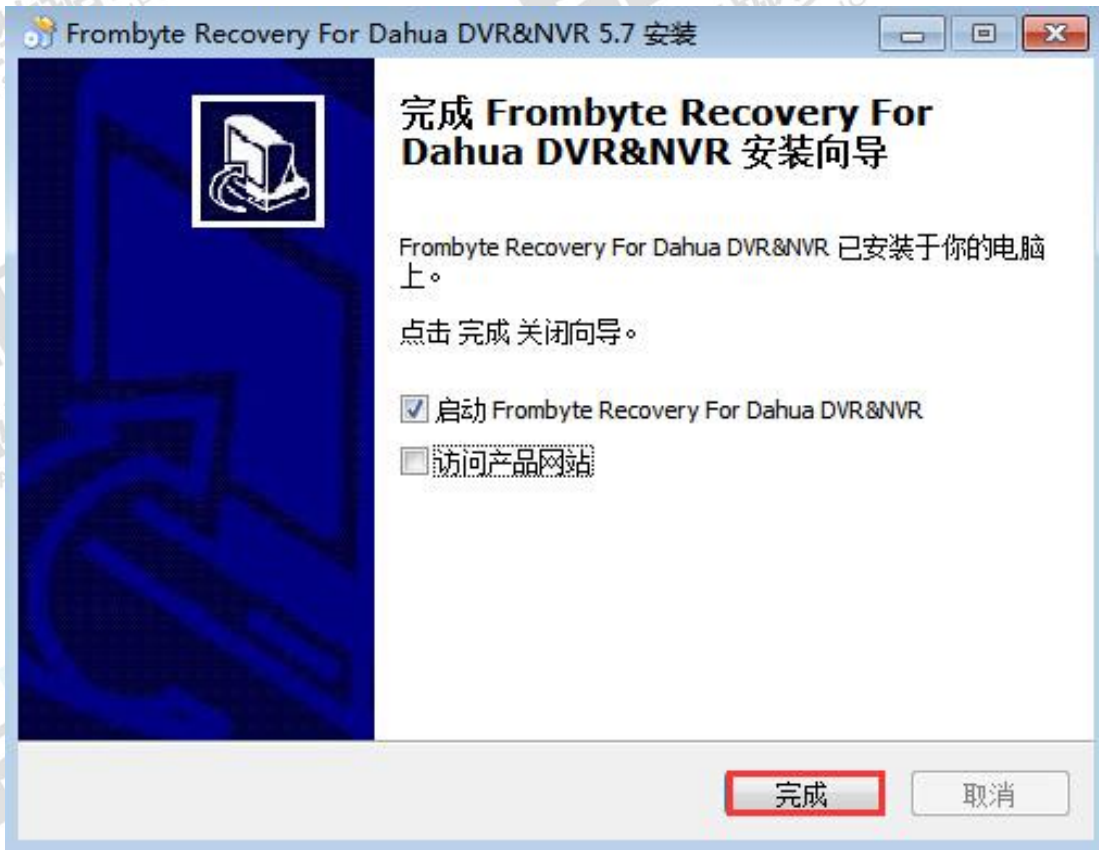 Frombyte Recovery For Dahua DVR&NVR 5.7 安装
完成 Frombyte Recovery For
Dahua DVR&NVR 安装向导
Frombyte Recovery For Dahua DVR&NVR 已安装于你的电脑
上。
点击 完成 关闭向导。
启动 Frombyte Recovery For Dahua DVR&NVR
访问产品网站
完成
取消